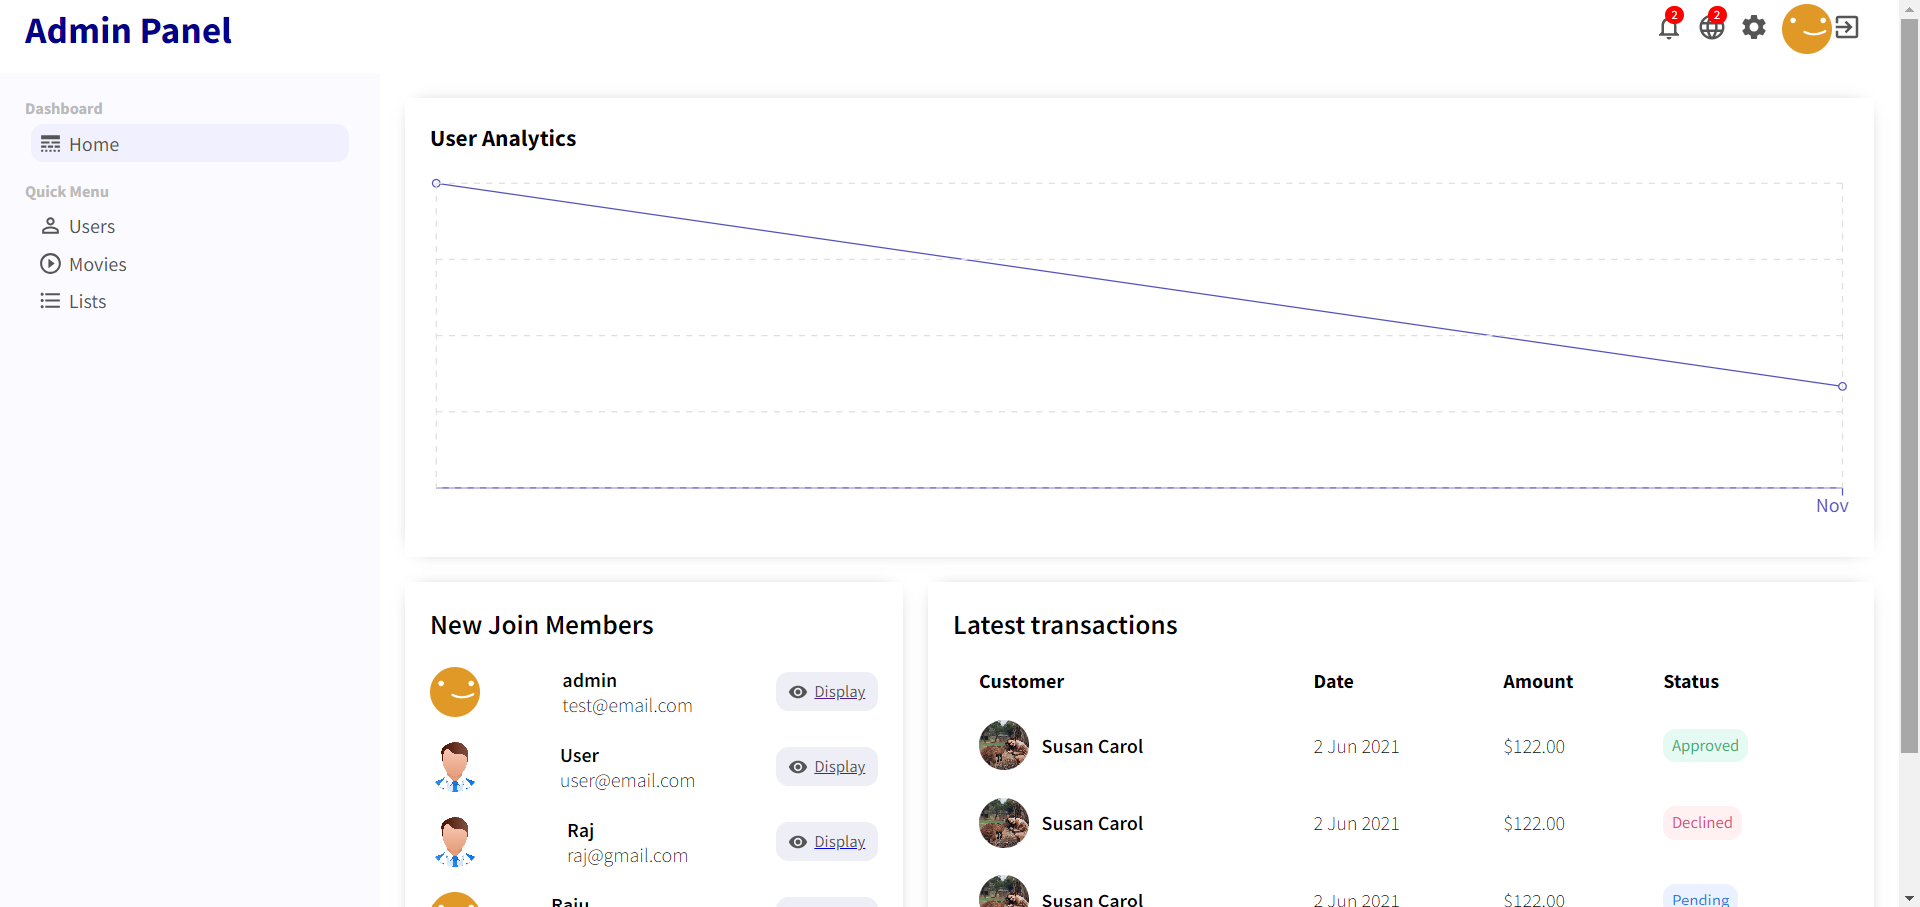 Admin Panel
2
2
Dashboard
Home
Quick Menu
Users
Movies
Lists
User Analytics
Nov
New Join Members
admin
test@email.com
Display
User
user@email.com
Display
Raj
raj@gmail.com
Display
Raju
Latest transactions
Customer Date Amount Status
Susan Carol 2 Jun 2021 $122.00 Approved
Susan Carol 2 Jun 2021 $122.00 Declined
Susan Carol 2 Jun 2021 $122.00 Pending